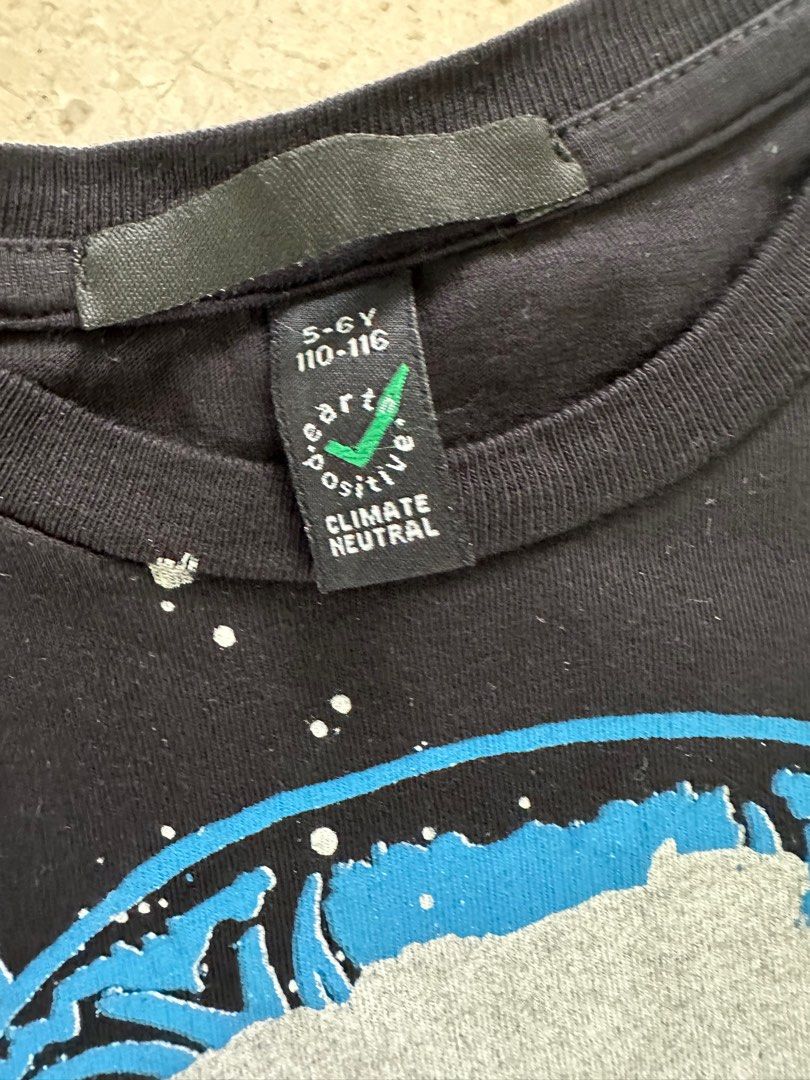 5-6Y
110-116
earth
positive
CLIMATE
NEUTRAL